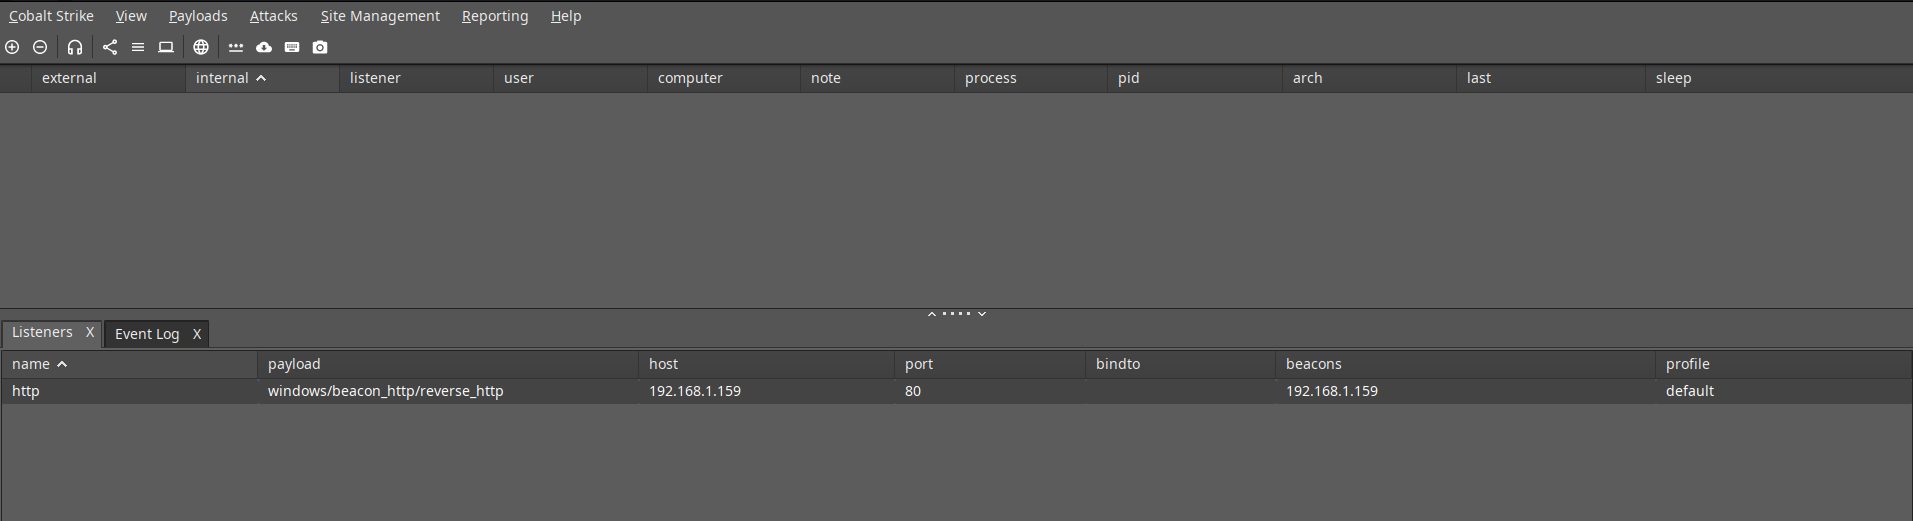 Cobalt Strike View Payloads Attacks Site Management Reporting Help
external internal listener user computer note process pid arch last sleep
Listeners X Event Log X
name payload host port bindto beacons profile
http windows/beacon_http/reverse_http 192.168.1.159 80 192.168.1.159 default